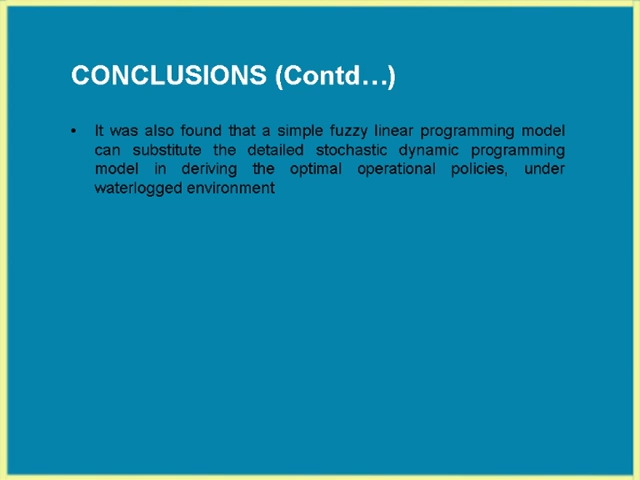 CONCLUSIONS (Contd…)
• It was also found that a simple fuzzy linear programming model
can substitute the detailed stochastic dynamic programming
model in deriving the optimal operational policies, under
waterlogged environment